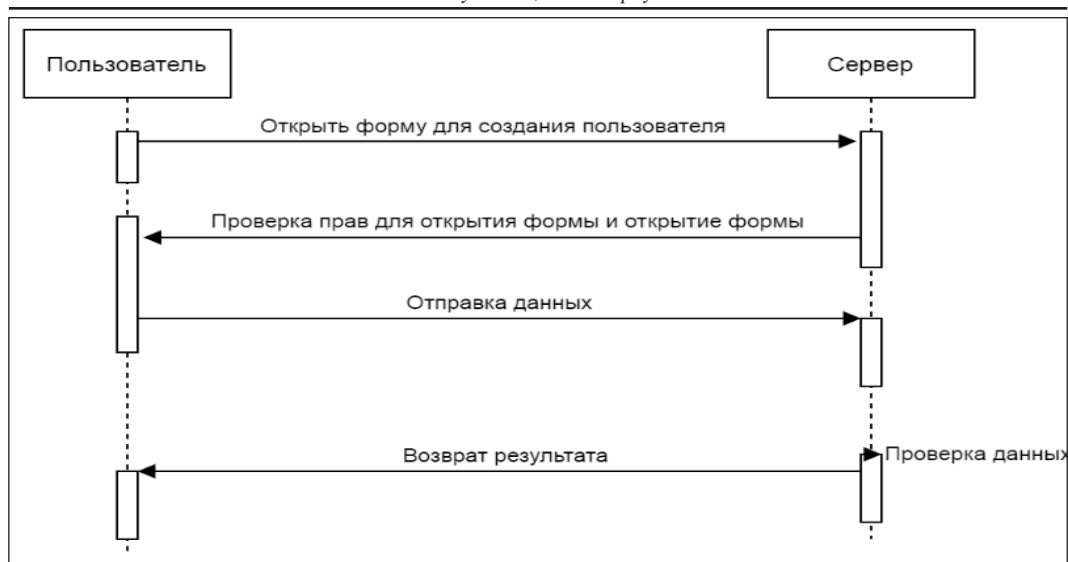 Пользователь
Сервер
Открыть форму для создания пользователя
Проверка прав для открытия формы и открытие формы
Отправка данных
Возврат результата
Проверка данных